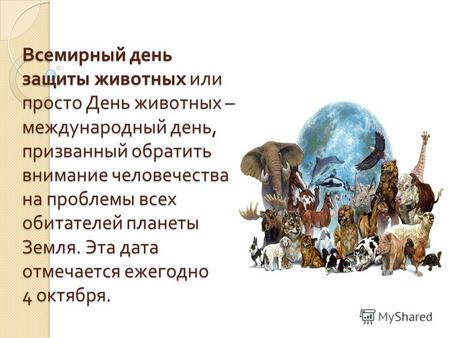 Всемирный день
защиты животных или
просто День животных –
международный день,
призванный обратить
внимание человечества
на проблемы всех
обитателей планеты
Земля. Эта дата
отмечается ежегодно
4 октября.
MyShared